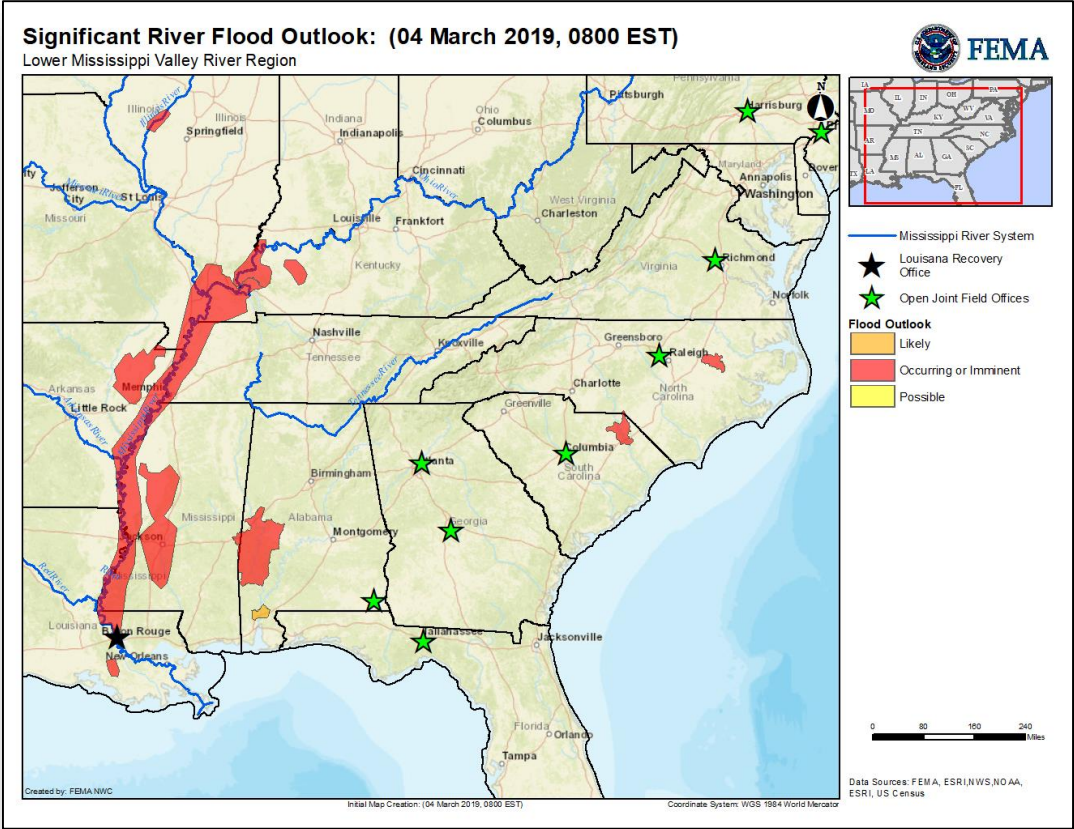 Significant River Flood Outlook: (04 March 2019, 0800 EST)
Lower Mississippi Valley River Region
FEMA
Pennsylvania
Pittsburgh
Harrisburg
N
Illinois
IllinoisRiver
Springfield
Indiana
Indianapolis
Ohio
Columbus
Cincinnati
OhioRiver
Maryland
Annapolis
Dover
Washington
ity
Jefferson
City
St Louis
Missouri
West Virginia
Charleston
Louisville
Frankfort
Kentucky
Virginia
Richmond
Norfolk
Nashville
Tennessee
Knoxville
TennesseeRiver
Greensboro
Raleigh
North
Carolina
Charlotte
Greenville
Arkansas
Memphis
Little Rock
Columbia
South
Carolina
Birmingham
Alabama
Montgomery
Georgia
Mississippi
RedRiver
Louisiana
New Orleans
Tallahassee
Jacksonville
Florida
Orlando
Tampa
Created by: FEMA NWC
IA
IL
IN
OH
PA
MO
WV
VA
KY
TN
NC
AR
SC
MS
AL
GA
TX
LA
FL
Mississippi River System
Louisana Recovery
Office
Open Joint Field Offices
Flood Outlook
Likely
Occurring or Imminent
Possible
0 80 160 240
Miles
Data Sources: FEMA, ESRI,NWS,NOAA,
ESRI, US Census
Initial Map Creation: (04 March 2019, 0800 EST)
Coordinate System: WGS 1984 World Mercator